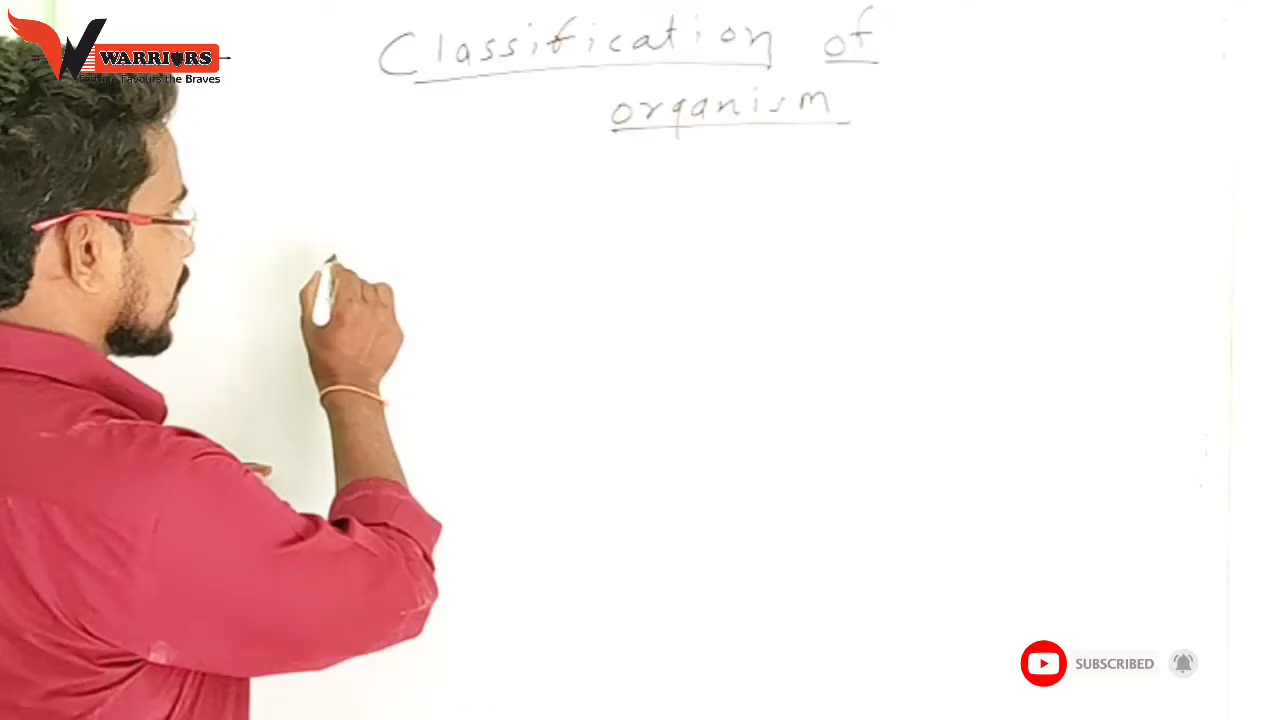 WARRIORS
Fortune Favours the Braves
Classification of
organism
SUBSCRIBED